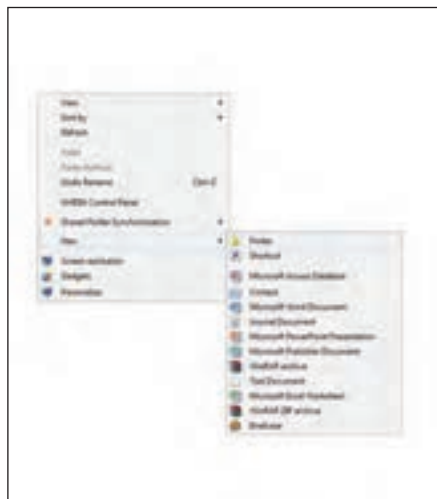 View
Sort by
Refresh
Paste
Paste shortcut
Undo Rename Ctrl+Z
NVIDIA Control Panel
Shared Folder Synchronization
New
Screen resolution
Gadgets
Personalize
Folder
Shortcut
Microsoft Access Database
Contact
Microsoft Word Document
Journal Document
Microsoft PowerPoint Presentation
Microsoft Publisher Document
WinRAR archive
Text Document
Microsoft Excel Worksheet
WinRAR ZIP archive
Briefcase